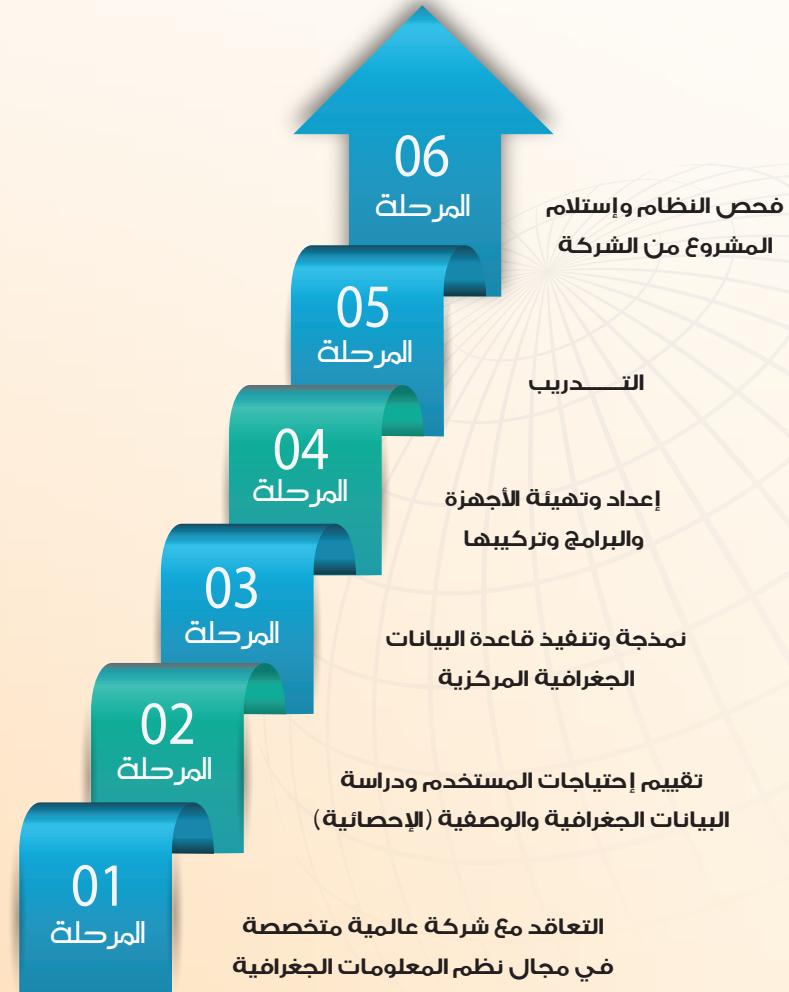 06
المرحلة
فحص النظام وإستلام
المشروع من الشركة
05
المرحلة
التـــــــدريب
04
المرحلة
إعداد وتهيئة الأجهزة
والبرامج وتركيبها
03
المرحلة
نمذجة وتنفيذ قاعدة البيانات
الجغرافية المركزية
02
المرحلة
تقييم إحتياجات المستخدم ودراسة
البيانات الجغرافية والوصفية (الإحصائية)
01
المرحلة
التعاقد مع شركة عالمية متخصصة
في مجال نظم المعلومات الجغرافية